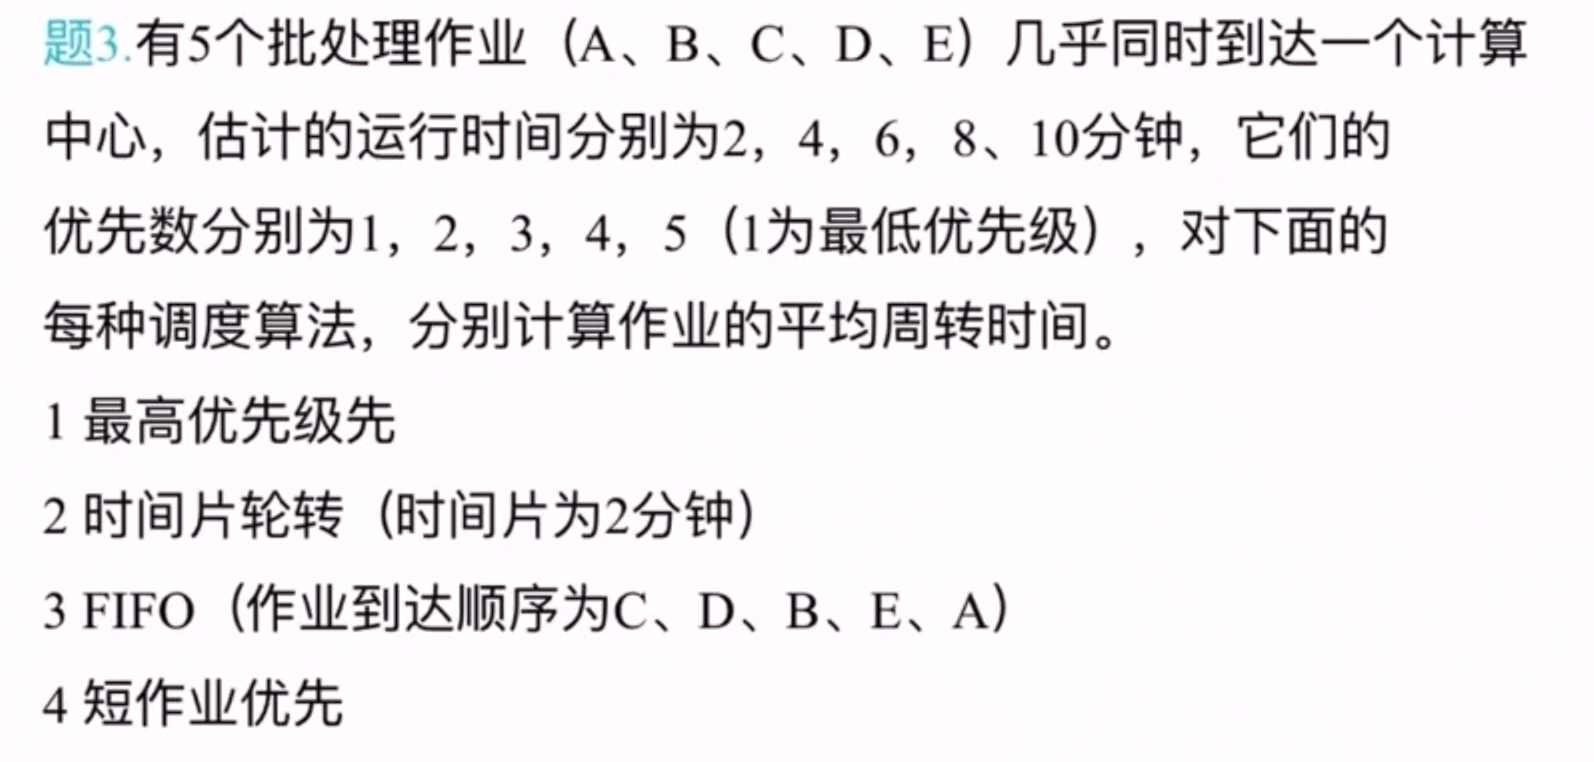 题3.有5个批处理作业（A、B、C、D、E）几乎同时到达一个计算
中心，估计的运行时间分别为2，4，6，8、10分钟，它们的
优先数分别为1，2，3，4，5（1为最低优先级），对下面的
每种调度算法，分别计算作业的平均周转时间。
1 最高优先级先
2 时间片轮转（时间片为2分钟）
3 FIFO（作业到达顺序为C、D、B、E、A）
4 短作业优先